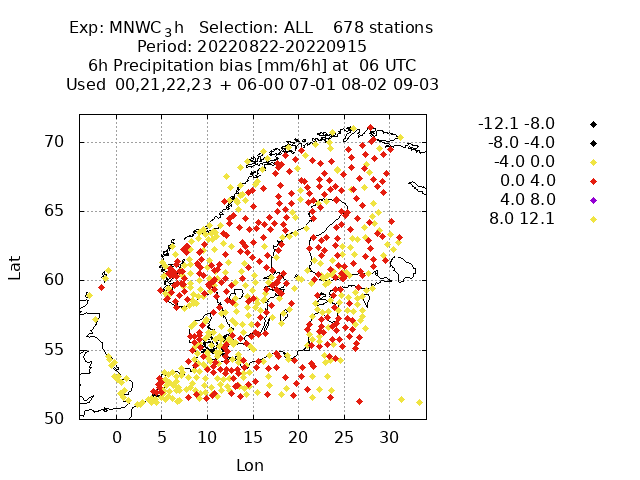 Exp: MNWC_3h   Selection: ALL    678 stations
Period: 20220822-20220915
6h Precipitation bias [mm/6h] at  06 UTC
Used  00,21,22,23  + 06-00 07-01 08-02 09-03
-12.1 -8.0
-8.0 -4.0
-4.0 0.0
0.0 4.0
4.0 8.0
8.0 12.1
70
65
60
55
50
Lat
0 5 10 15 20 25 30
Lon